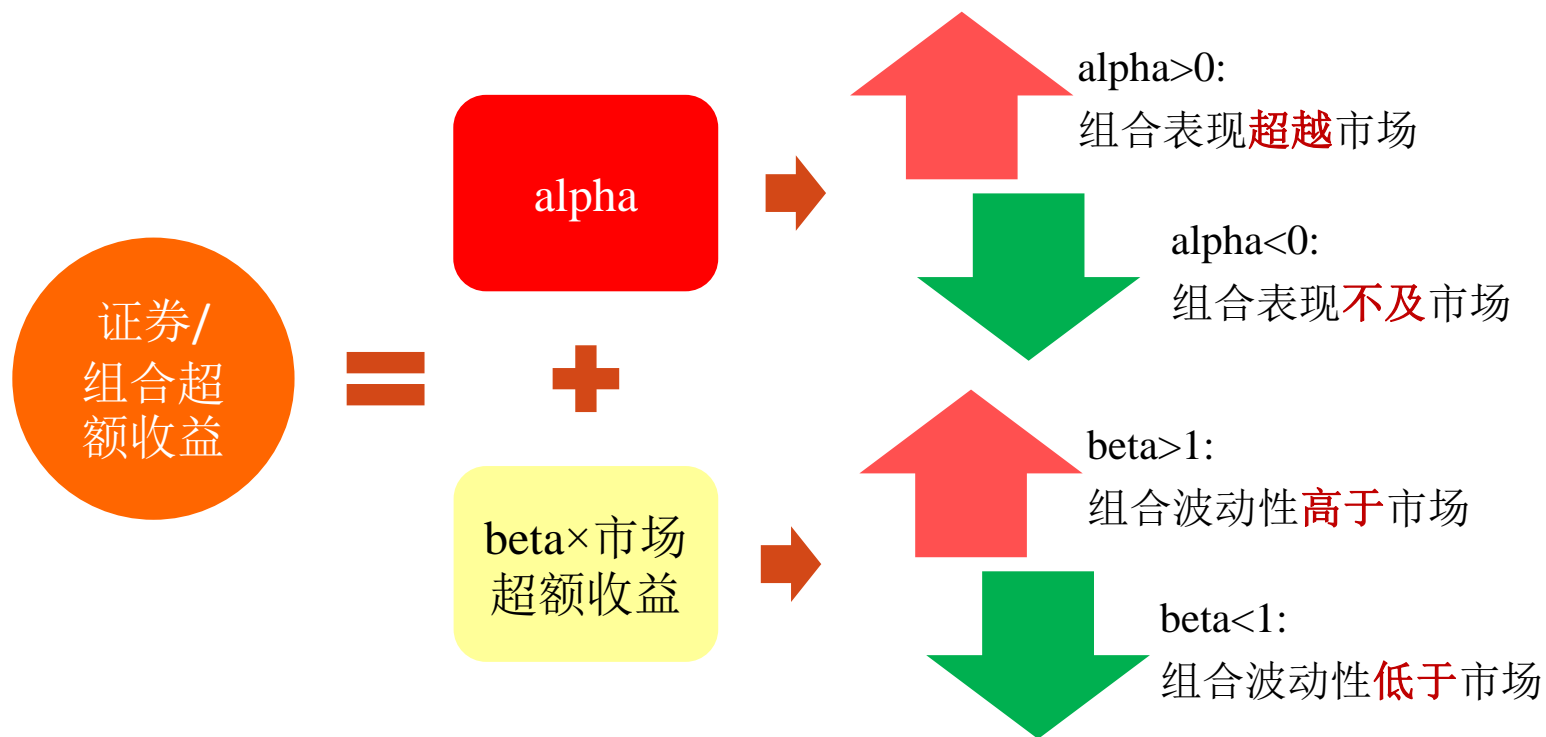 证券/
组合超
额收益
alpha
beta×市场
超额收益
alpha>0:
组合表现超越市场
alpha<0:
组合表现不及市场
beta>1:
组合波动性高于市场
beta<1:
组合波动性低于市场